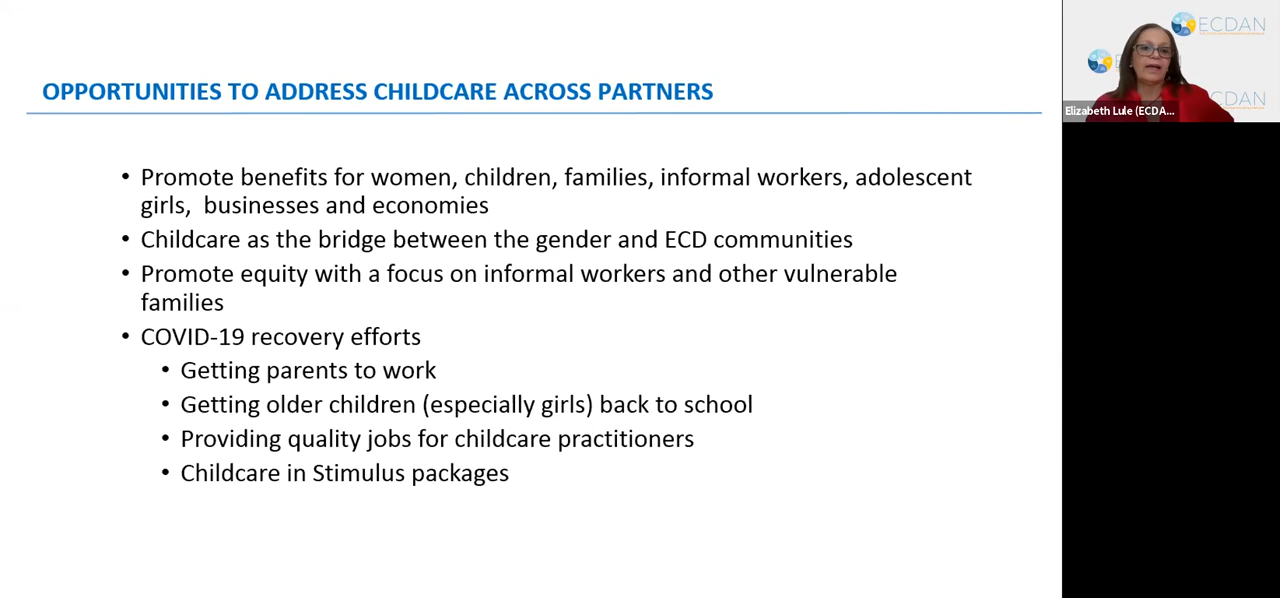 OPPORTUNITIES TO ADDRESS CHILDCARE ACROSS PARTNERS
• Promote benefits for women, children, families, informal workers, adolescent
girls, businesses and economies
• Childcare as the bridge between the gender and ECD communities
• Promote equity with a focus on informal workers and other vulnerable
families
• COVID-19 recovery efforts
• Getting parents to work
• Getting older children (especially girls) back to school
• Providing quality jobs for childcare practitioners
• Childcare in Stimulus packages
ECDAN
CDAN
Elizabeth Lule (ECDA...